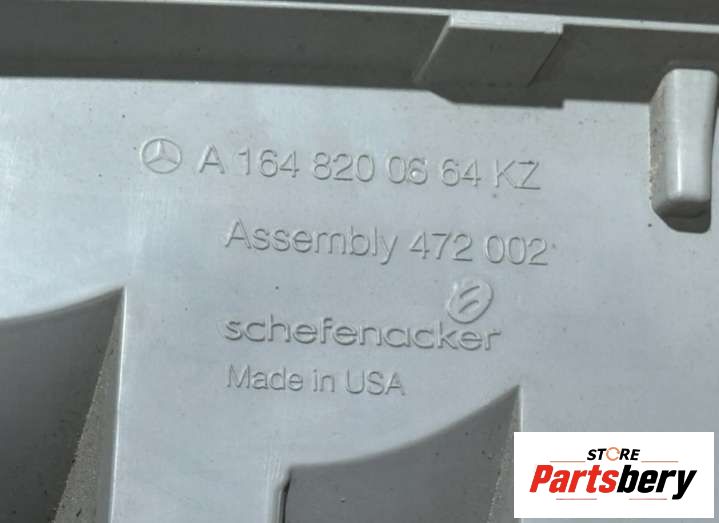 A 164 820 06 64 KZ
Assembly 472 002
schefenacker
Made in USA
STORE
Partsbery